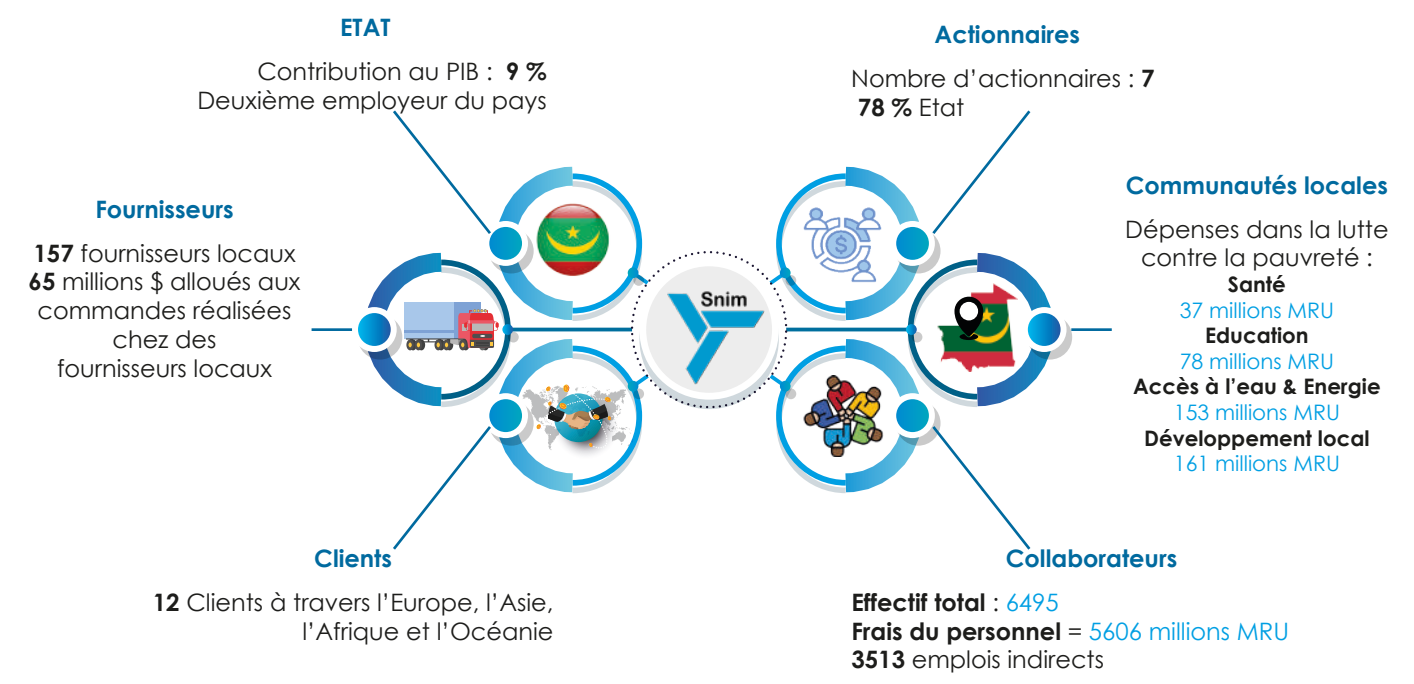 ETAT
Contribution au PIB : 9 %
Deuxième employeur du pays
Actionnaires
Nombre d’actionnaires : 7
78 % Etat
Fournisseurs
157 fournisseurs locaux
65 millions $ alloués aux
commandes réalisées
chez des
fournisseurs locaux
Snim
Communautés locales
Dépenses dans la lutte
contre la pauvreté :
Santé
37 millions MRU
Education
78 millions MRU
Accès à l’eau & Energie
153 millions MRU
Développement local
161 millions MRU
Clients
12 Clients à travers l’Europe, l’Asie,
l’Afrique et l’Océanie
Collaborateurs
Effectif total : 6495
Frais du personnel = 5606 millions MRU
3513 emplois indirects